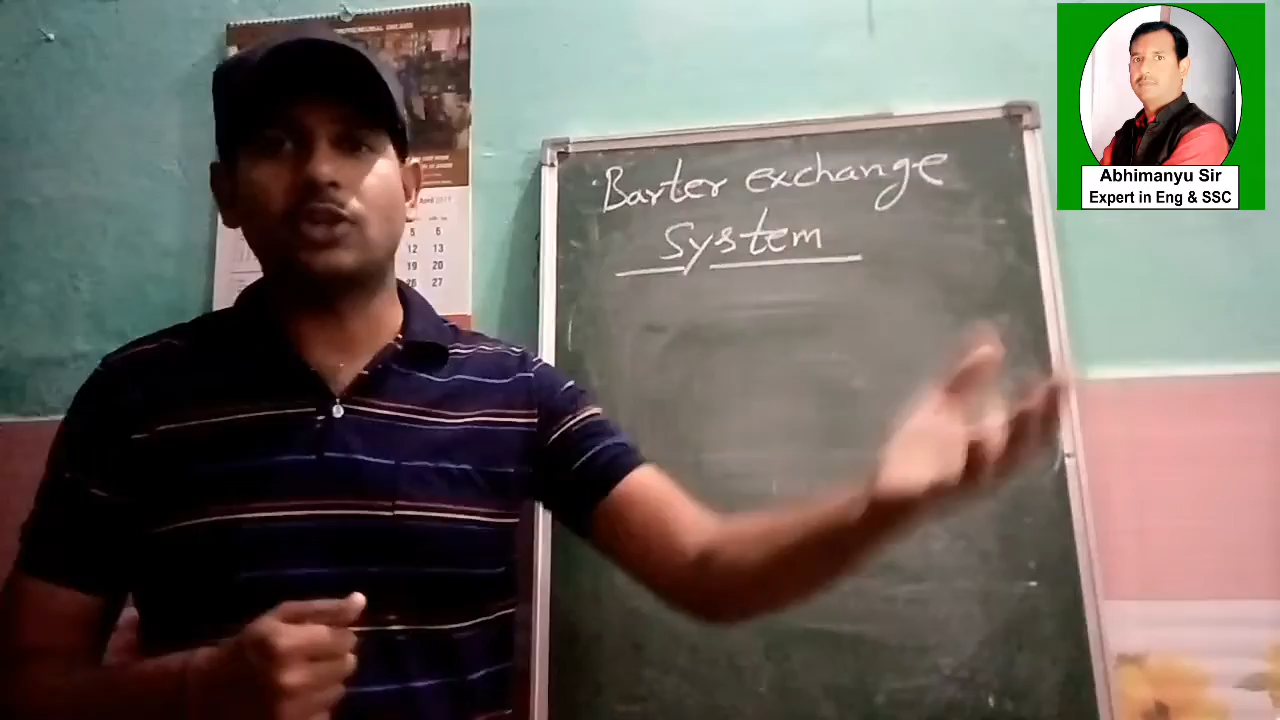 Barter exchange
System
Abhimanyu Sir
Expert in Eng & SSC
April
5 6
12 13
19 20
26 27